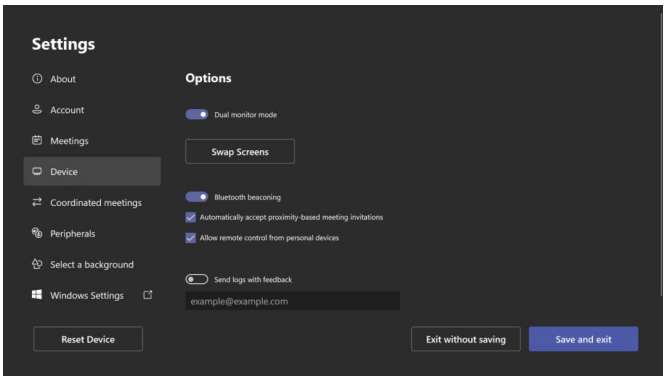 Settings
About
Account
Meetings
Device
Coordinated meetings
Peripherals
Select a background
Windows Settings
Reset Device
Options
Dual monitor mode
Swap Screens
Bluetooth beaconing
Automatically accept proximity-based meeting invitations
Allow remote control from personal devices
Send logs with feedback
example@example.com
Exit without saving
Save and exit